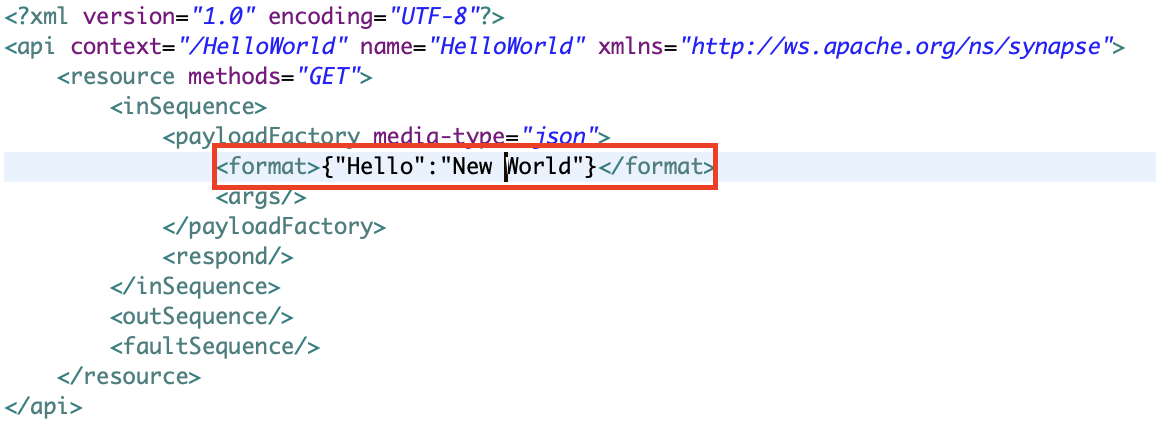 <?xml version="1.0" encoding="UTF-8"?>
<api context="/HelloWorld" name="HelloWorld" xmlns="http://ws.apache.org/ns/synapse">
    <resource methods="GET">
        <inSequence>
            <payloadFactory media-type="json">
                <format>{"Hello":"New World"}</format>
                <args/>
            </payloadFactory>
            <respond/>
        </inSequence>
        <outSequence/>
        <faultSequence/>
    </resource>
</api>